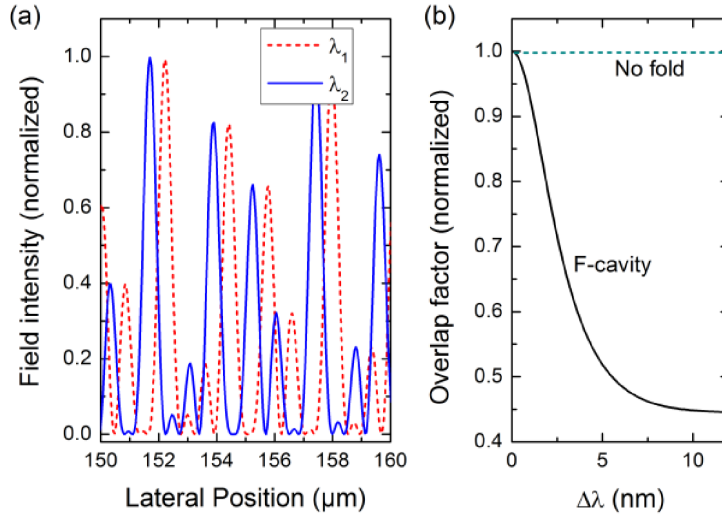 (a)
λ1
λ2
1.0
0.8
0.6
0.4
0.2
0.0
Field intensity (normalized)
150 152 154 156 158 160
Lateral Position (µm)
(b)
1.0
0.9
0.8
0.7
0.6
0.5
0.4
Overlap factor (normalized)
No fold
F-cavity
0 5 10
Δλ (nm)